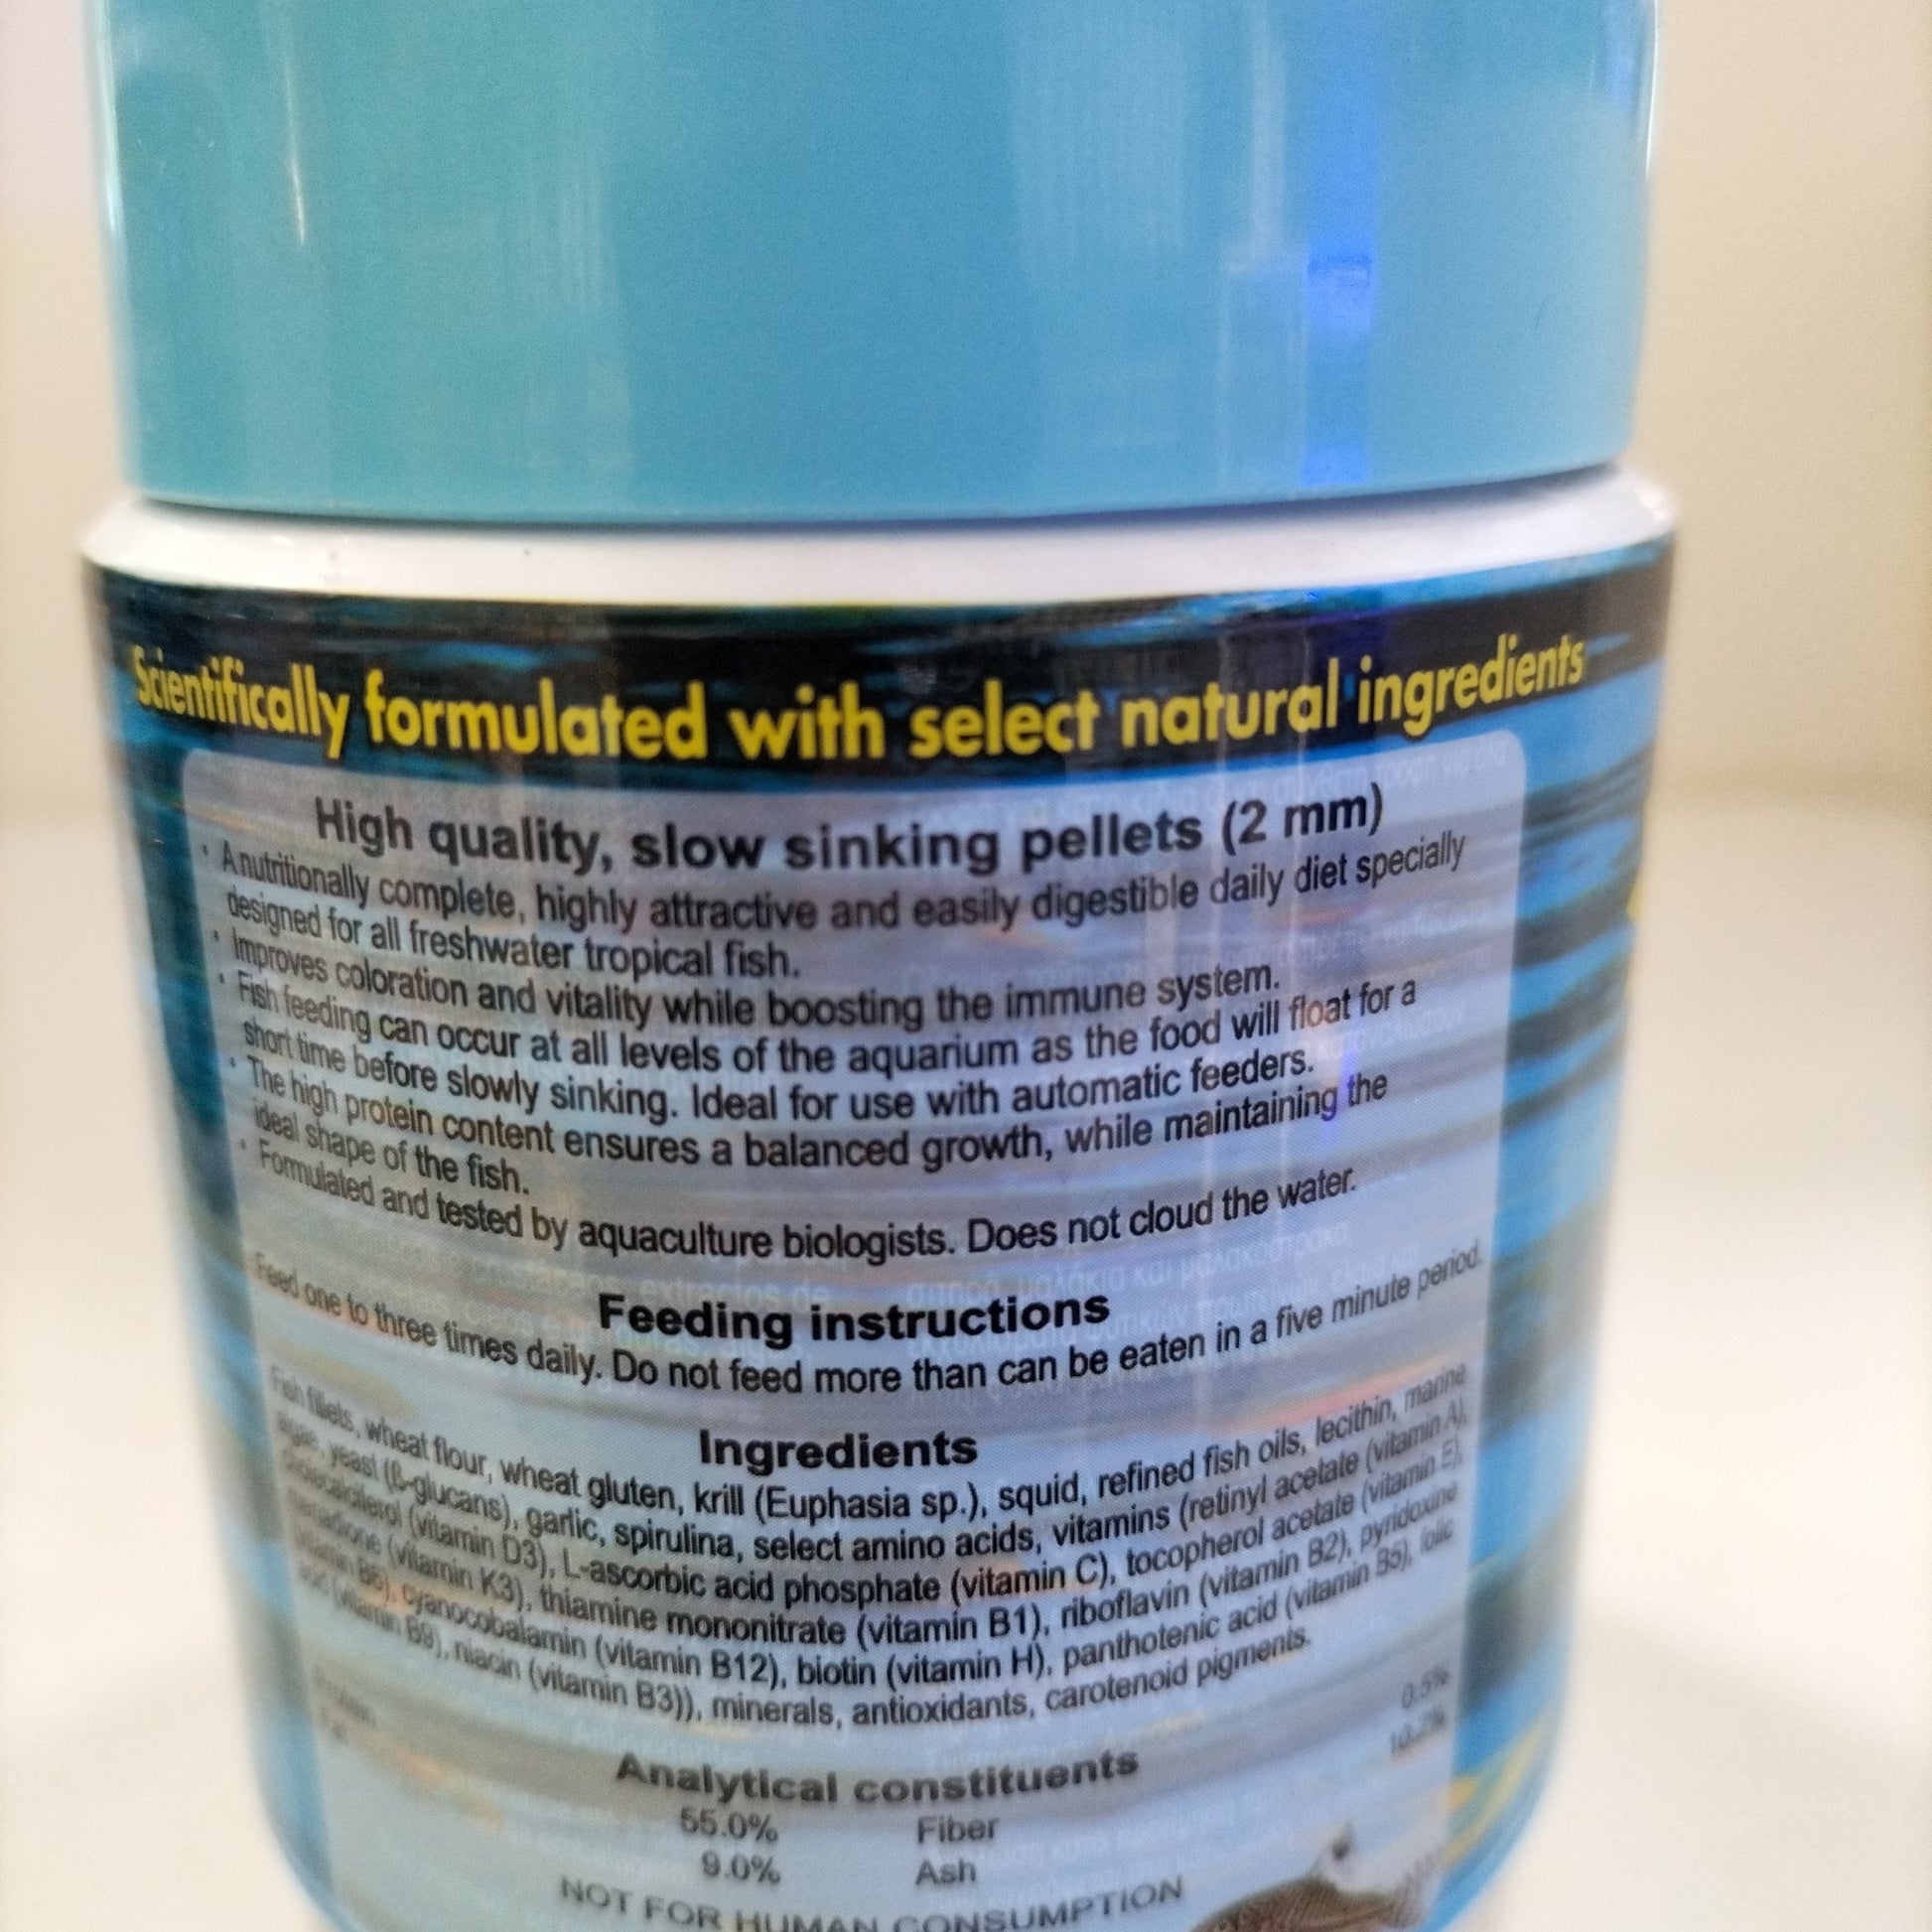 Scientifically formulated with select natural ingredients
High quality, slow sinking pellets (2 mm)
· A nutritionally complete, highly attractive and easily digestible daily diet specially
designed for all freshwater tropical fish.
· Improves coloration and vitality while boosting the immune system.
· Fish feeding can occur at all levels of the aquarium as the food will float for a
short time before slowly sinking. Ideal for use with automatic feeders.
· The high protein content ensures a balanced growth, while maintaining the
ideal shape of the fish.
· Formulated and tested by aquaculture biologists. Does not cloud the water.
Feeding instructions
Feed one to three times daily. Do not feed more than can be eaten in a five minute period.
Ingredients
Fish fillets, wheat flour, wheat gluten, krill (Euphasia sp.), squid, refined fish oils, lecithin, marine
algae, yeast (ß-glucans), garlic, spirulina, select amino acids, vitamins (retinyl acetate (vitamin A),
cholecalciferol (vitamin D3), L-ascorbic acid phosphate (vitamin C), tocopherol acetate (vitamin E),
menadione (vitamin K3), thiamine mononitrate (vitamin B1), riboflavin (vitamin B2), pyridoxine
(vitamin B6), cyanocobalamin (vitamin B12), biotin (vitamin H), panthotenic acid (vitamin B5), folic
acid (vitamin B9), niacin (vitamin B3)), minerals, antioxidants, carotenoid pigments.
Analytical constituents
Protein 55.0% Fiber 0.5%
Fat 9.0% Ash 10.2%
NOT FOR HUMAN CONSUMPTION